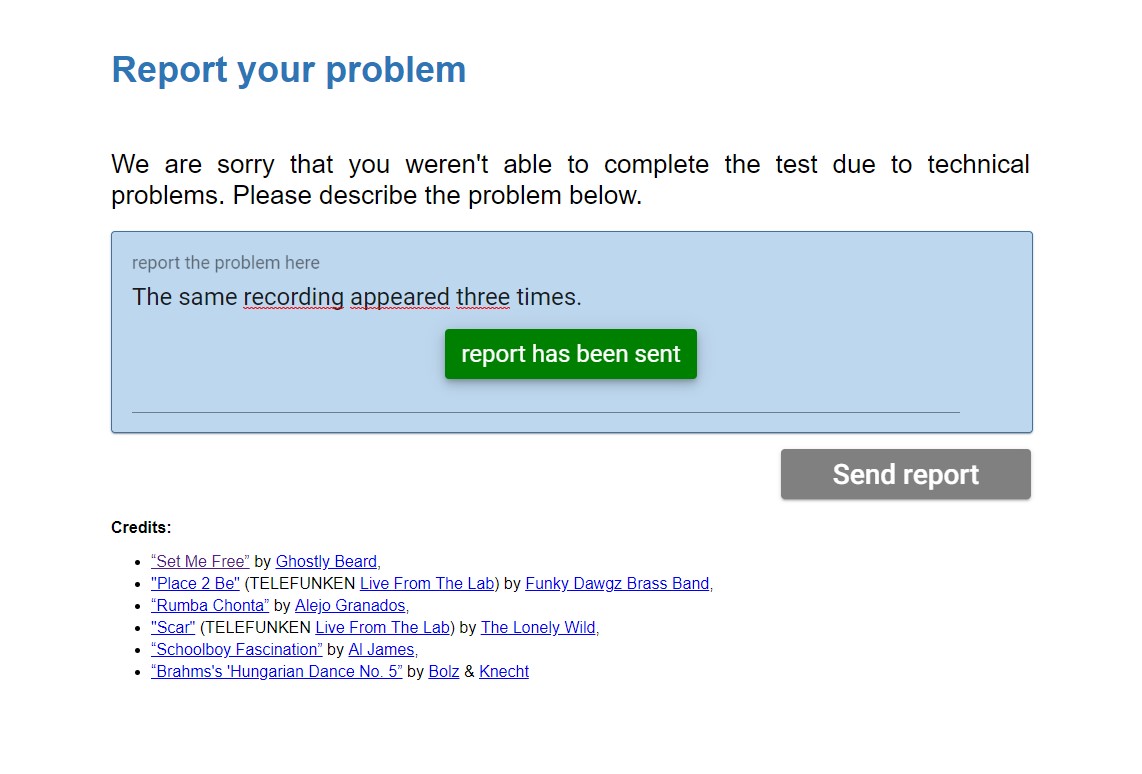 Report your problem
We are sorry that you weren't able to complete the test due to technical
problems. Please describe the problem below.
report the problem here
The same recording appeared three times.
report has been sent
Send report
Credits:
• “Set Me Free” by Ghostly Beard,
• "Place 2 Be" (TELEFUNKEN Live From The Lab) by Funky Dawgz Brass Band,
• “Rumba Chonta” by Alejo Granados,
• "Scar" (TELEFUNKEN Live From The Lab) by The Lonely Wild,
• “Schoolboy Fascination” by Al James,
• “Brahms's 'Hungarian Dance No. 5” by Bolz & Knecht